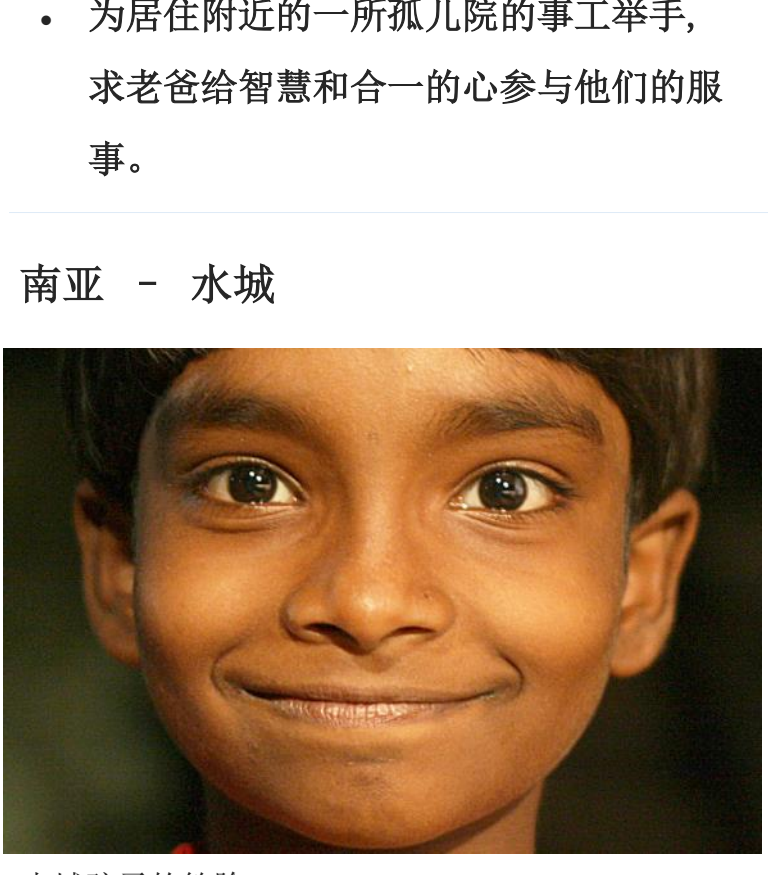 为居住附近的一所孤儿院的事工举手,
求老爸给智慧和合一的心参与他们的服
事。
南亚 - 水城